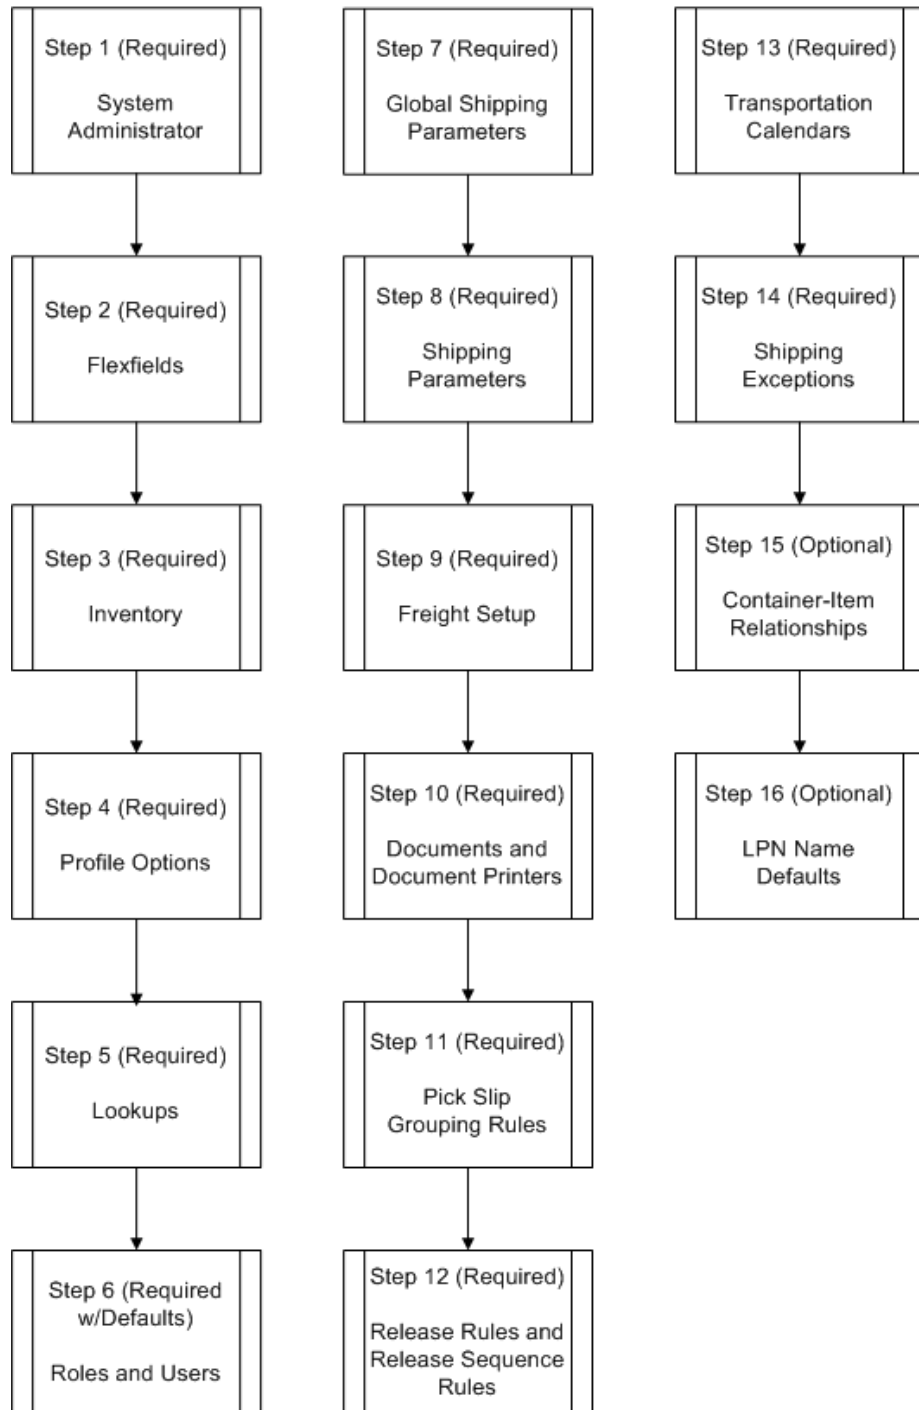 Step 1 (Required)
System
Administrator
Step 2 (Required)
Flexfields
Step 3 (Required)
Inventory
Step 4 (Required)
Profile Options
Step 5 (Required)
Lookups
Step 6 (Required
w/Defaults)
Roles and Users
Step 7 (Required)
Global Shipping
Parameters
Step 8 (Required)
Shipping
Parameters
Step 9 (Required)
Freight Setup
Step 10 (Required)
Documents and
Document Printers
Step 11 (Required)
Pick Slip
Grouping Rules
Step 12 (Required)
Release Rules and
Release Sequence
Rules
Step 13 (Required)
Transportation
Calendars
Step 14 (Required)
Shipping
Exceptions
Step 15 (Optional)
Container-Item
Relationships
Step 16 (Optional)
LPN Name
Defaults